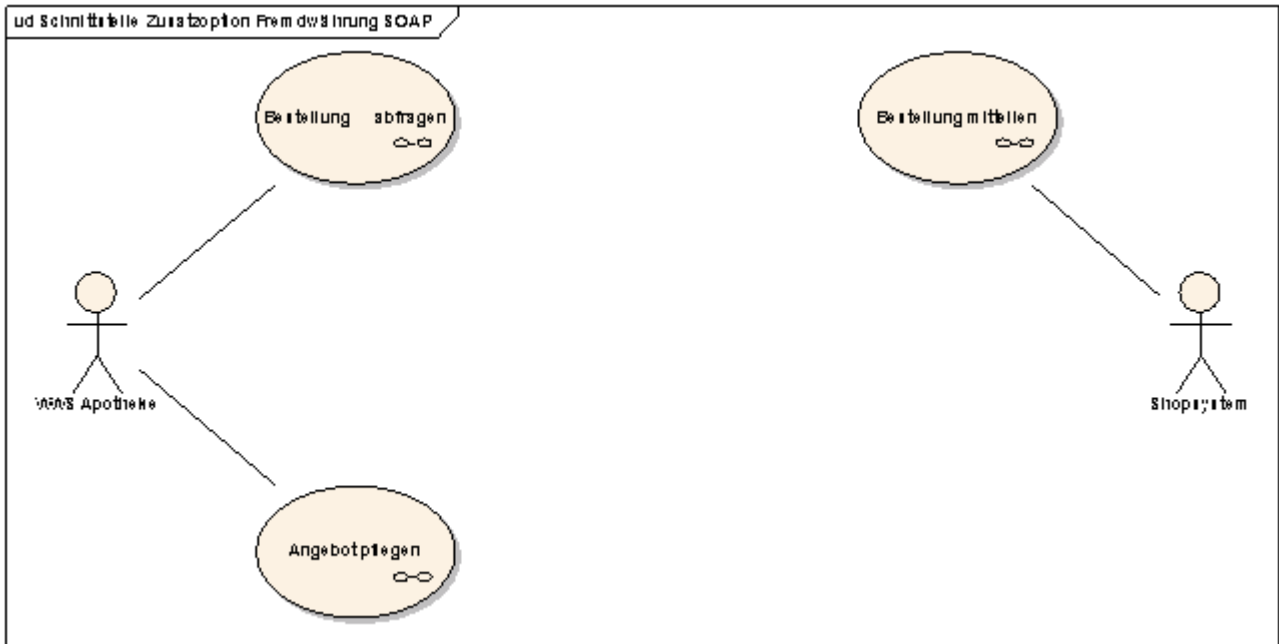 ud Schnittstelle Zusatzoption Fremdwährung SOAP
Bestellung abfragen
Bestellung mitteilen
WWS Apotheke
Shopsystem
Angebot pflegen